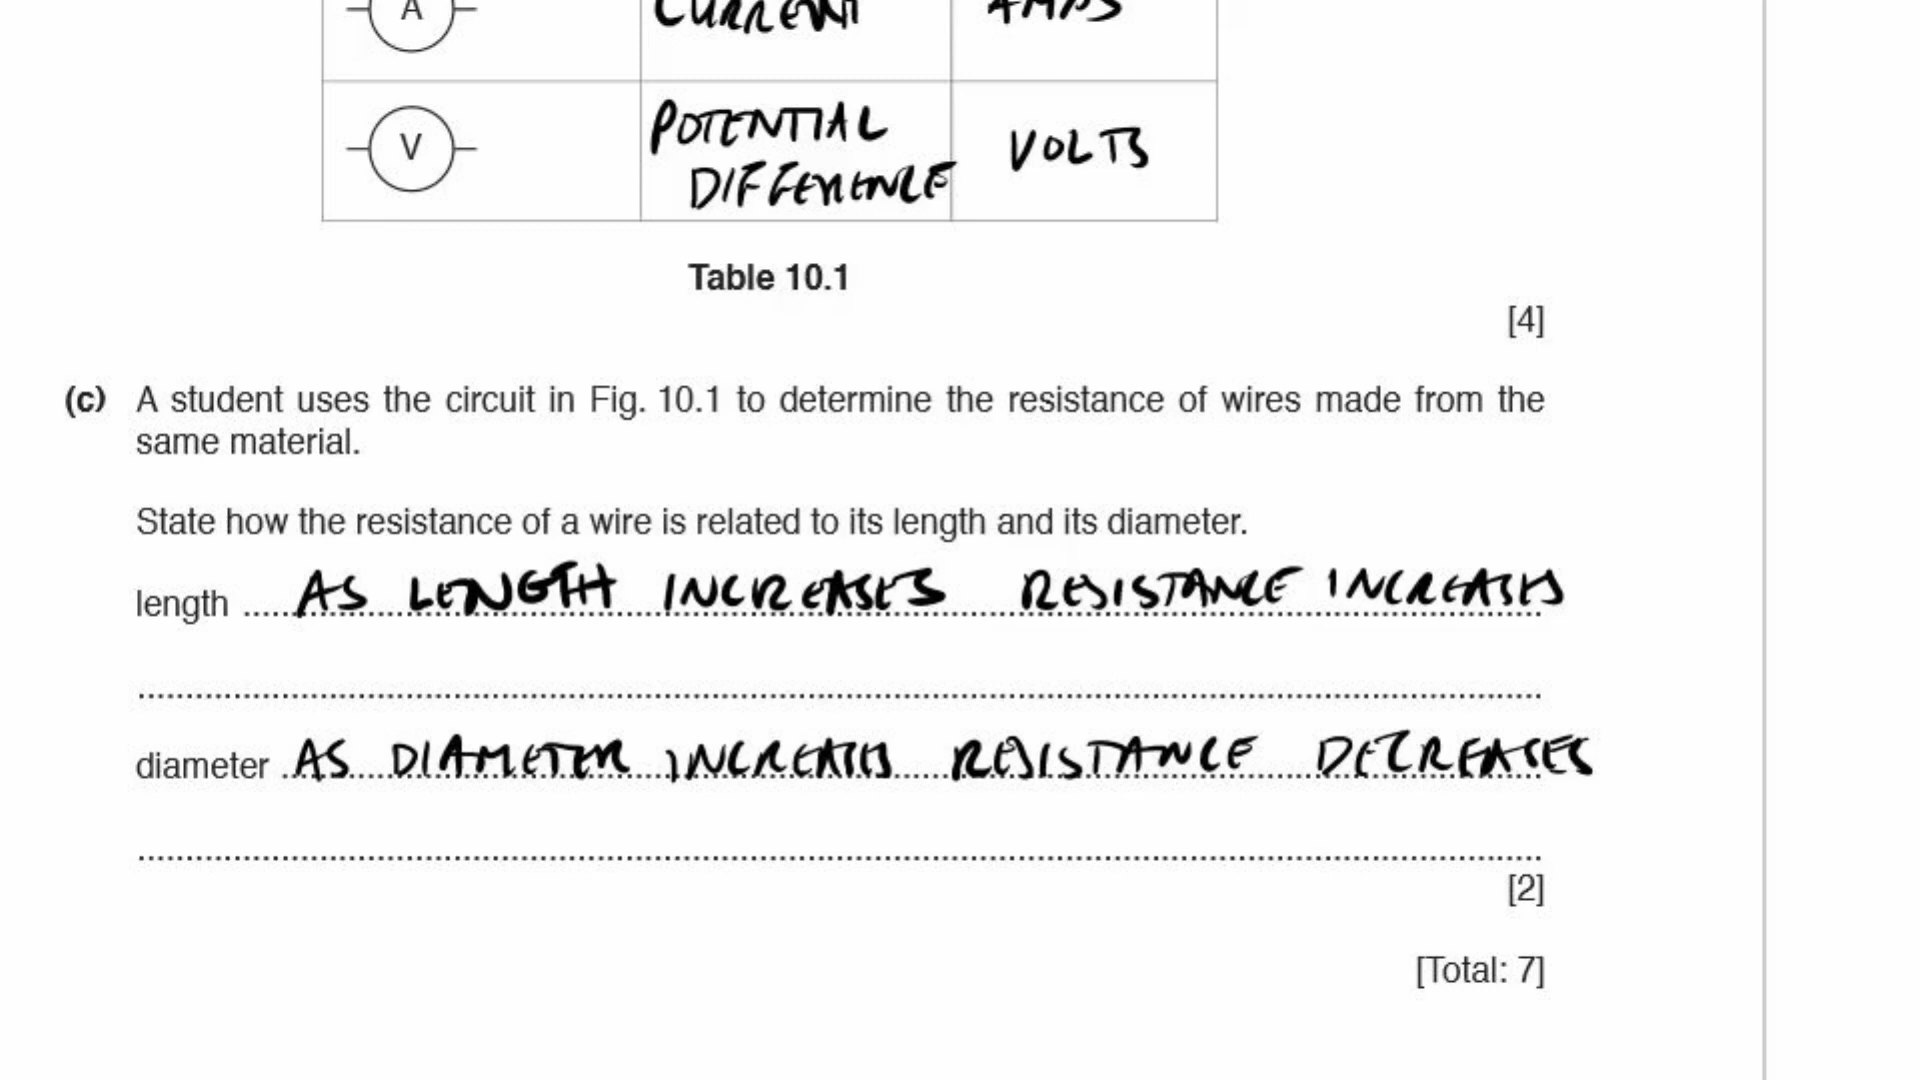 A CURRENT AMPS
V POTENTIAL DIFFERENCE VOLTS
Table 10.1
[4]
(c) A student uses the circuit in Fig. 10.1 to determine the resistance of wires made from the
same material.
State how the resistance of a wire is related to its length and its diameter.
length AS LENGTH INCREASES RESISTANCE INCREASES
diameter AS DIAMETER INCREASES RESISTANCE DECREASES
[2]
[Total: 7]